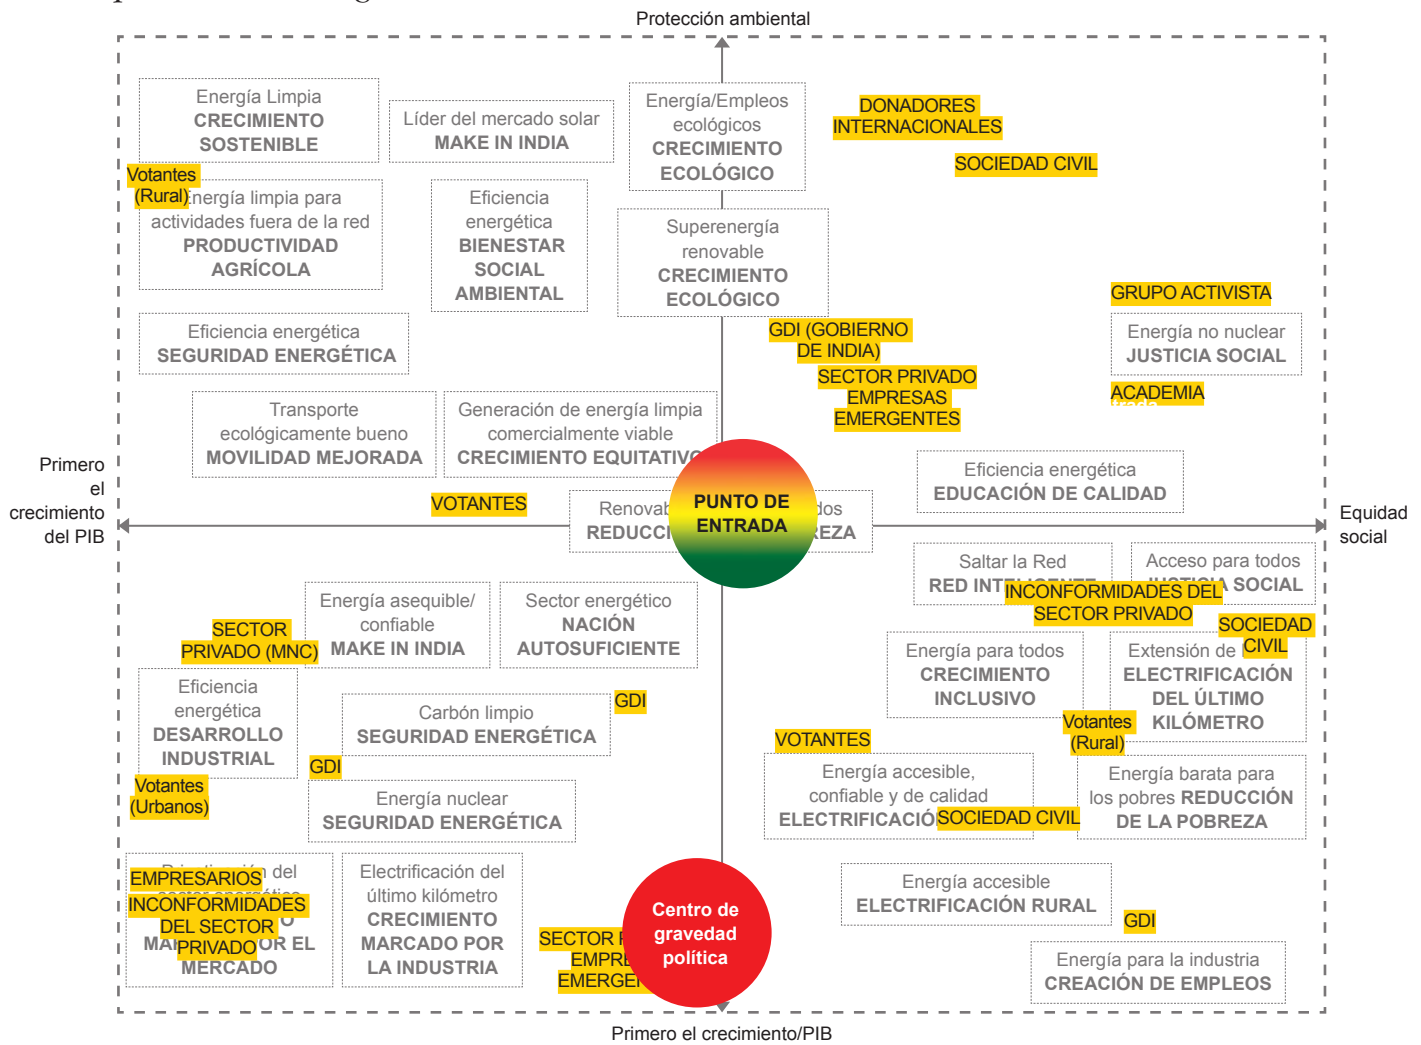 Protección ambiental
Energía Limpia
CRECIMIENTO
SOSTENIBLE
Líder del mercado solar
MAKE IN INDIA
Energía/Empleos
ecológicos
CRECIMIENTO
ECOLÓGICO
DONADORES
INTERNACIONALES
SOCIEDAD CIVIL
Votantes
(Rural)
Energía limpia para
actividades fuera de la red
PRODUCTIVIDAD
AGRÍCOLA
Eficiencia
energética
BIENESTAR
SOCIAL
AMBIENTAL
Superenergía
renovable
CRECIMIENTO
ECOLÓGICO
GRUPO ACTIVISTA
Energía no nuclear
JUSTICIA SOCIAL
ACADEMIA
Eficiencia energética
SEGURIDAD ENERGÉTICA
GDI (GOBIERNO
DE INDIA)
SECTOR PRIVADO
EMPRESAS
EMERGENTES
Transporte
ecológicamente bueno
MOVILIDAD MEJORADA
Generación de energía limpia
comercialmente viable
CRECIMIENTO EQUITATIVO
Eficiencia energética
EDUCACIÓN DE CALIDAD
Primero
el
crecimiento
del PIB
VOTANTES
PUNTO DE
ENTRADA
Equidad
social
Saltar la Red
RED INTELIGENTE
Acceso para todos
JUSTICIA SOCIAL
INCONFORMIDADES DEL
SECTOR PRIVADO
SOCIEDAD
CIVIL
Energía asequible/
confiable
MAKE IN INDIA
Sector energético
NACIÓN
AUTOSUFICIENTE
SECTOR
PRIVADO (MNC)
Energía para todos
CRECIMIENTO
INCLUSIVO
Extensión de
ELECTRIFICACIÓN
DEL ÚLTIMO
KILÓMETRO
Eficiencia
energética
DESARROLLO
INDUSTRIAL
Carbón limpio
SEGURIDAD ENERGÉTICA
GDI
Votantes
(Rural)
VOTANTES
GDI
Votantes
(Urbanos)
Energía nuclear
SEGURIDAD ENERGÉTICA
Energía accesible,
confiable y de calidad
ELECTRIFICACIÓN
SOCIEDAD CIVIL
Energía barata para
los pobres REDUCCIÓN
DE LA POBREZA
EMPRESARIOS
INCONFORMIDADES
DEL SECTOR
PRIVADO
MERCADO
Electrificación del
último kilómetro
CRECIMIENTO
MARCADO POR
LA INDUSTRIA
SECTOR
Centro de
gravedad
política
Energía accesible
ELECTRIFICACIÓN RURAL
GDI
Energía para la industria
CREACIÓN DE EMPLEOS
Primero el crecimiento/PIB